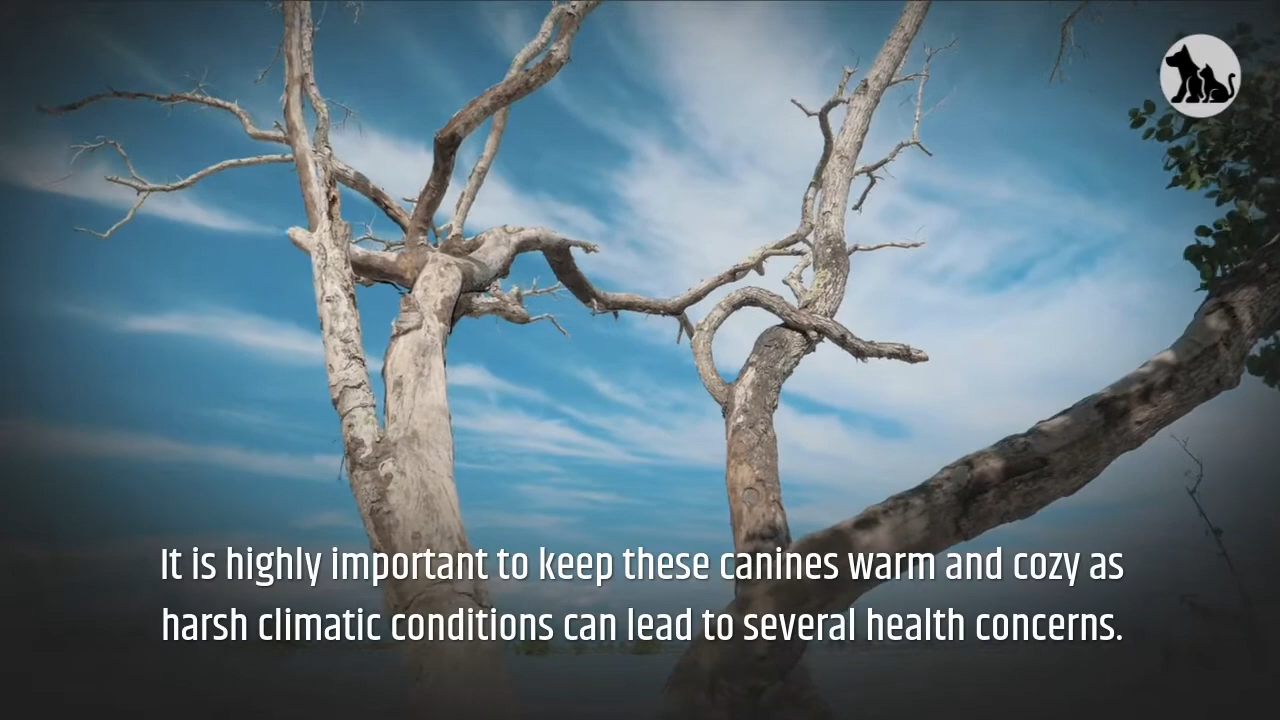 It is highly important to keep these canines warm and cozy as
harsh climatic conditions can lead to several health concerns.